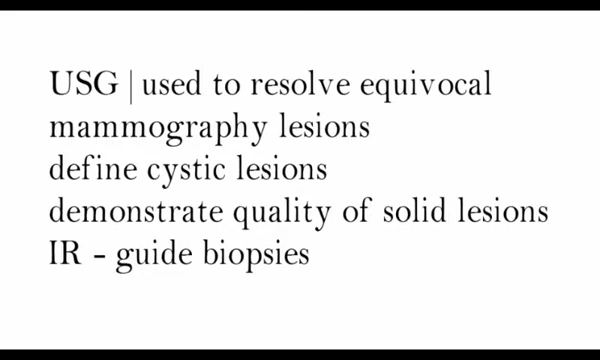 USG | used to resolve equivocal
mammography lesions
define cystic lesions
demonstrate quality of solid lesions
IR - guide biopsies